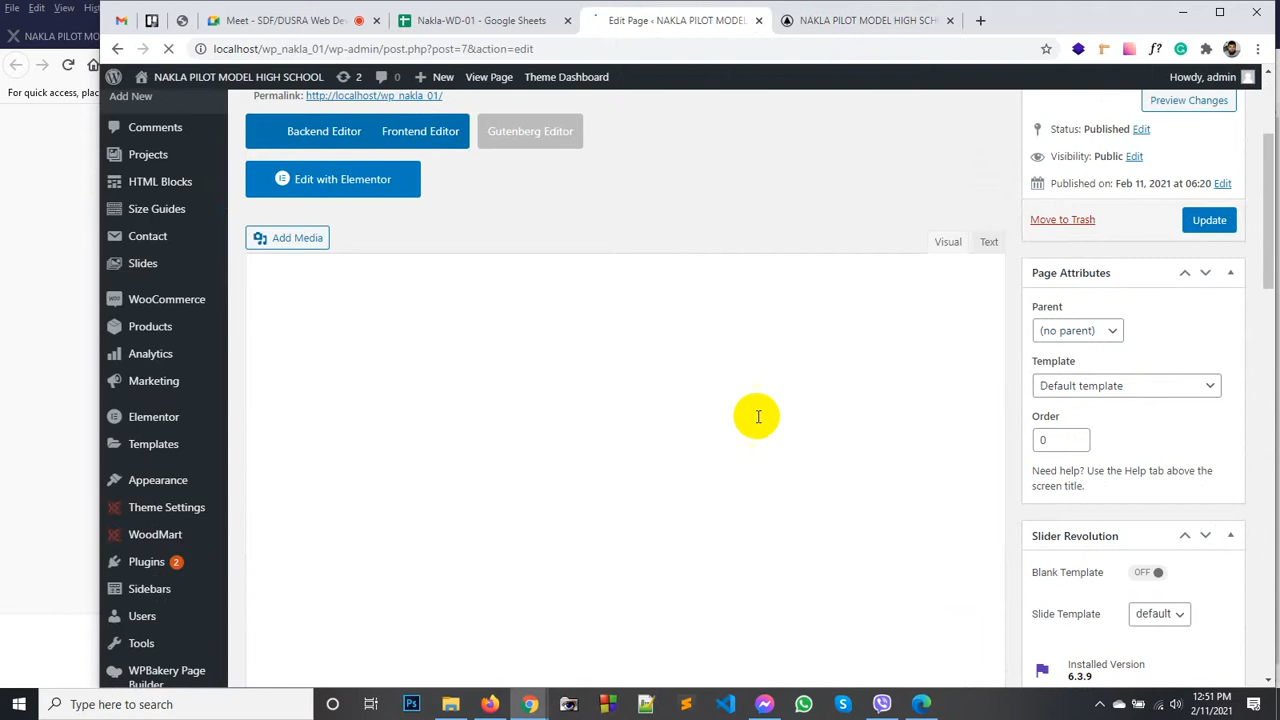 File Edit View Hist
NAKLA PILOT MO
For quick access, plac
Meet - SDF/DUSRA Web Dev
Nakla-WD-01 - Google Sheets
Edit Page ‹ NAKLA PILOT MODEL
NAKLA PILOT MODEL HIGH SCH
localhost/wp_nakla_01/wp-admin/post.php?post=7&action=edit
NAKLA PILOT MODEL HIGH SCHOOL 2 0 New View Page Theme Dashboard Howdy, admin
Add New
Comments
Projects
HTML Blocks
Size Guides
Contact
Slides
WooCommerce
Products
Analytics
Marketing
Elementor
Templates
Appearance
Theme Settings
WoodMart
Plugins 2
Sidebars
Users
Tools
WPBakery Page
Builder
Permalink: http://localhost/wp_nakla_01/
Backend Editor Frontend Editor Gutenberg Editor
Edit with Elementor
Add Media
Visual Text
Preview Changes
Status: Published Edit
Visibility: Public Edit
Published on: Feb 11, 2021 at 06:20 Edit
Move to Trash Update
Page Attributes
Parent
(no parent)
Template
Default template
Order
0
Need help? Use the Help tab above the
screen title.
Slider Revolution
Blank Template OFF
Slide Template default
Installed Version
6.3.9
Type here to search
12:51 PM
2/11/2021